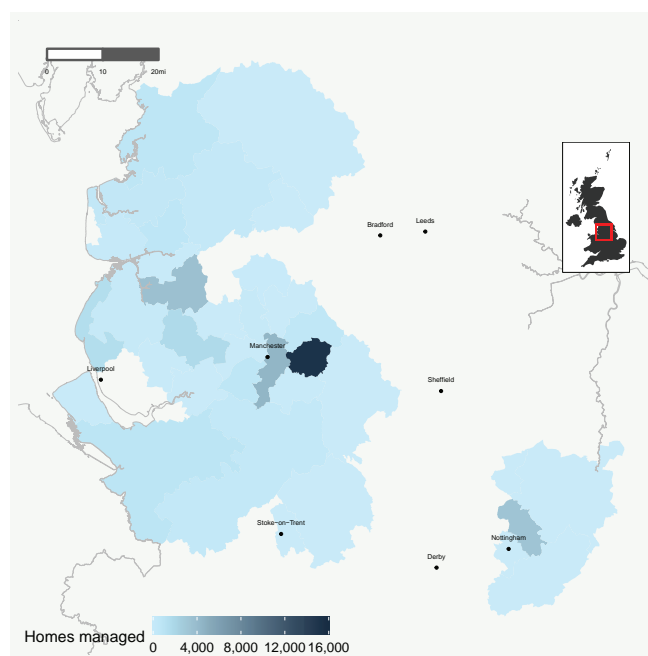 0 10 20mi
Bradford Leeds
Manchester
Liverpool
Sheffield
Stoke−on−Trent
Nottingham
Derby
Homes managed
0 4,000 8,000 12,000 16,000